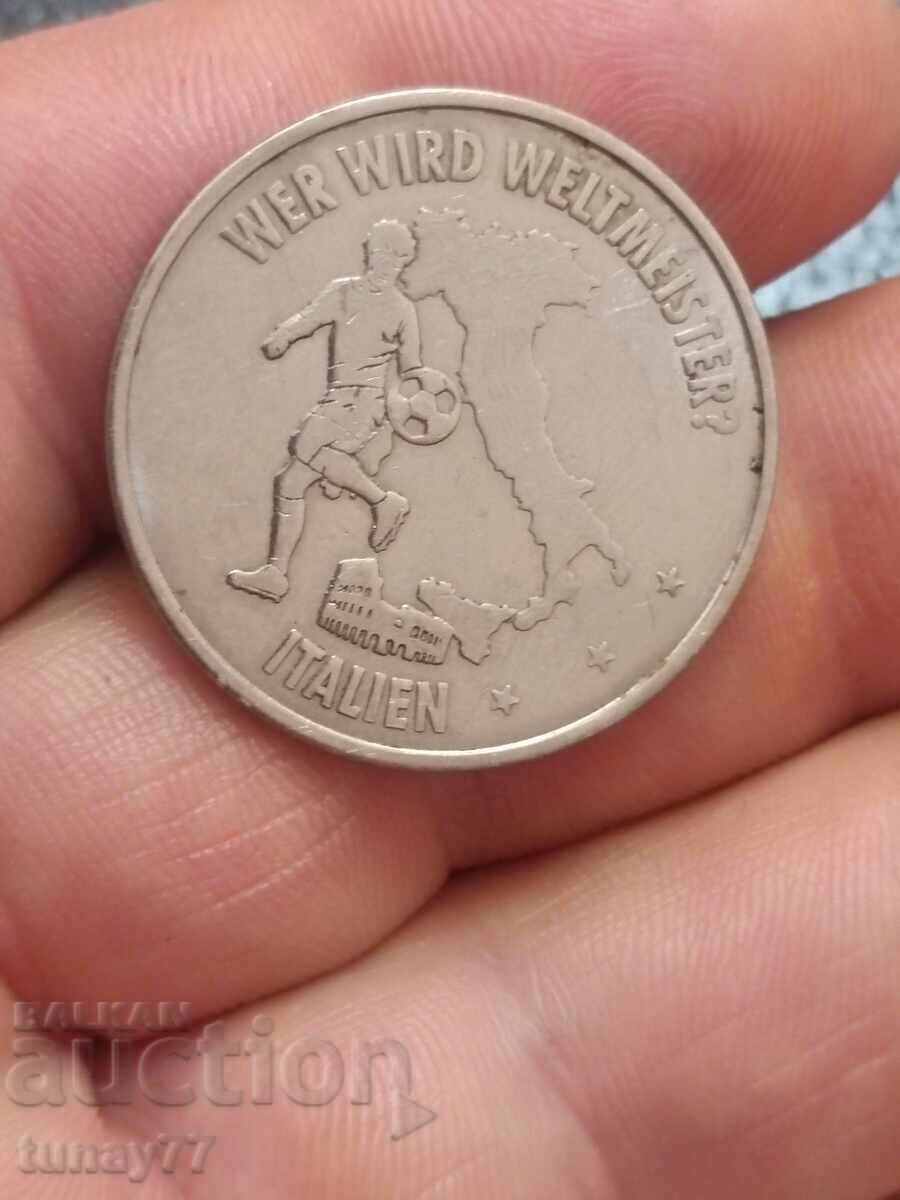 WER WIRD WELTMEISTER?
ITALIEN
BALKAN
auction
tunay77